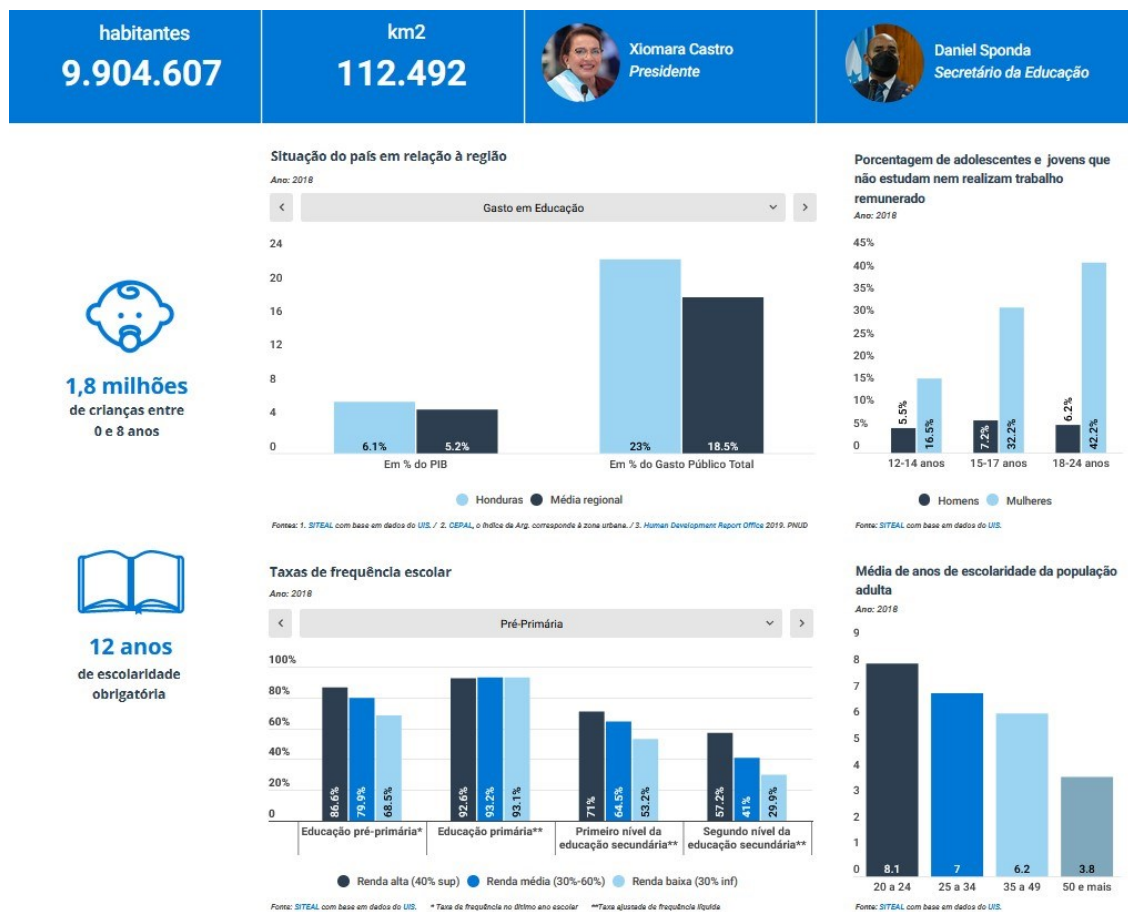 habitantes
9.904.607
km2
112.492
Xiomara Castro
Presidente
Daniel Sponda
Secretário da Educação
1,8 milhões
de crianças entre
0 e 8 anos
12 anos
de escolaridade
obrigatória
Situação do país em relação à região
Ano: 2018
Gasto em Educação
24
20
16
12
8
4
0
6.1%
5.2%
23%
18.5%
Em % do PIB
Em % do Gasto Público Total
Honduras
Média regional
Fontes: 1. SITEAL com base em dados do UIS. / 2. CEPAL, o índice de Arg. corresponde à zona urbana. / 3. Human Development Report Office 2019. PNUD
Porcentagem de adolescentes e jovens que
não estudam nem realizam trabalho
remunerado
Ano: 2018
45%
40%
35%
30%
25%
20%
15%
10%
5%
0
5.5%
16.5%
7.2%
32.2%
6.2%
42.2%
12-14 anos
15-17 anos
18-24 anos
Homens
Mulheres
Fonte: SITEAL com base em dados do UIS.
Taxas de frequência escolar
Ano: 2018
Pré-Primária
100%
80%
60%
40%
20%
0
86.6%
79.9%
68.5%
92.6%
93.2%
93.1%
71%
64.5%
53.2%
57.2%
41%
29.9%
Educação pré-primária*
Educação primária**
Primeiro nível da
educação secundária**
Segundo nível da
educação secundária**
Renda alta (40% sup)
Renda média (30%-60%)
Renda baixa (30% inf)
Fonte: SITEAL com base em dados do UIS. * Taxa de frequência no último ano escolar **Taxa ajustada de frequência líquida
Média de anos de escolaridade da população
adulta
Ano: 2018
9
8
7
6
5
4
3
2
1
0
8.1
7
6.2
3.8
20 a 24
25 a 34
35 a 49
50 e mais
Fonte: SITEAL com base em dados do UIS.